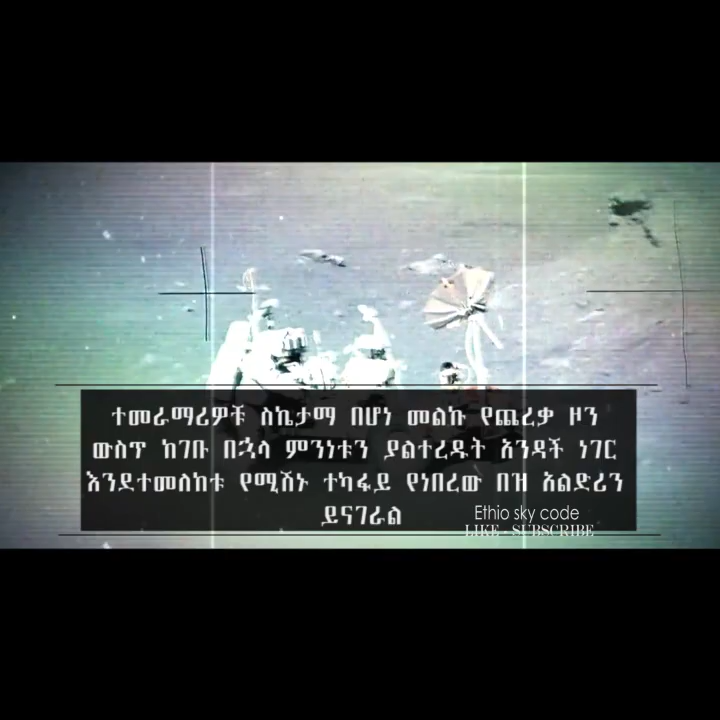 ተመራማሪዎቹ ስኬታማ በሆነ መልኩ የጨረቃ ዞን
ውስጥ ከገቡ በኋላ ምንነቱን ያልተረዱት አንዳች ነገር
እንደተመለከቱ የሚሽኑ ተካፋይ የነበረው በዝ አልድሪን
ይናገራል
Ethio sky code
LIKE - SUBSCRIBE